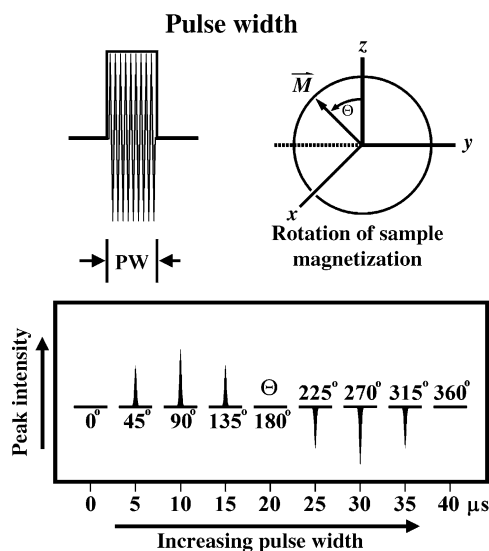 Pulse width
z
M
Θ
y
x
PW
Rotation of sample
magnetization
Peak intensity
Θ
225° 270° 315° 360°
0° 45° 90° 135° 180°
0 5 10 15 20 25 30 35 40 μs
Increasing pulse width